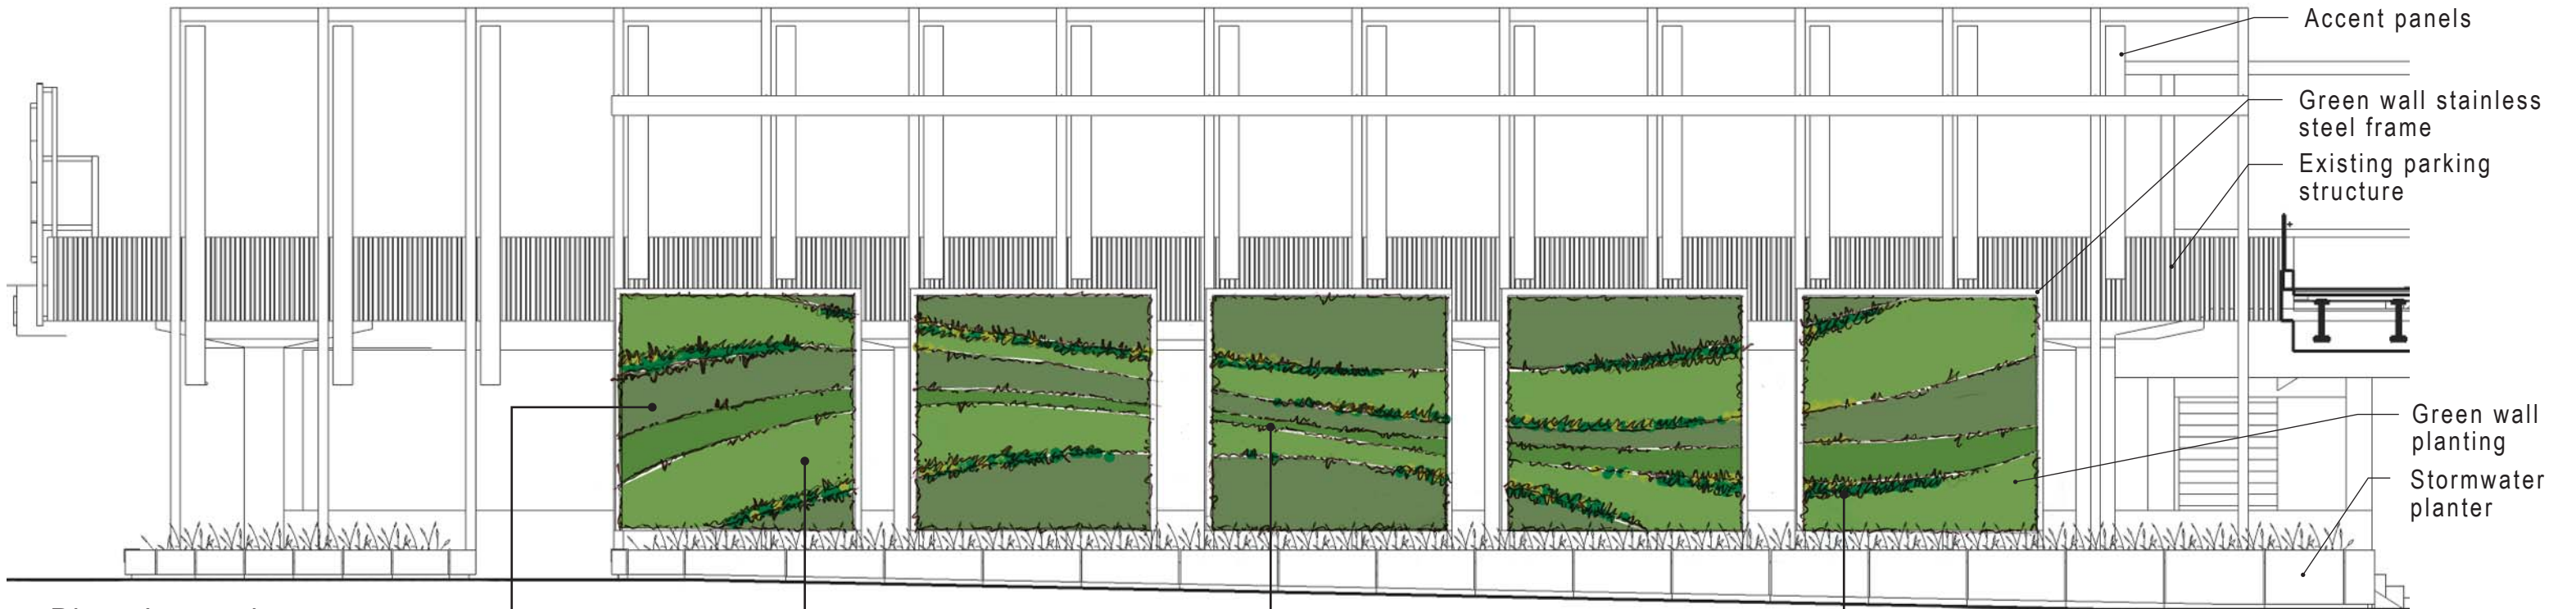 Accent panels
Green wall stainless
steel frame
Existing parking
structure
Green wall
planting
Stormwater
planter